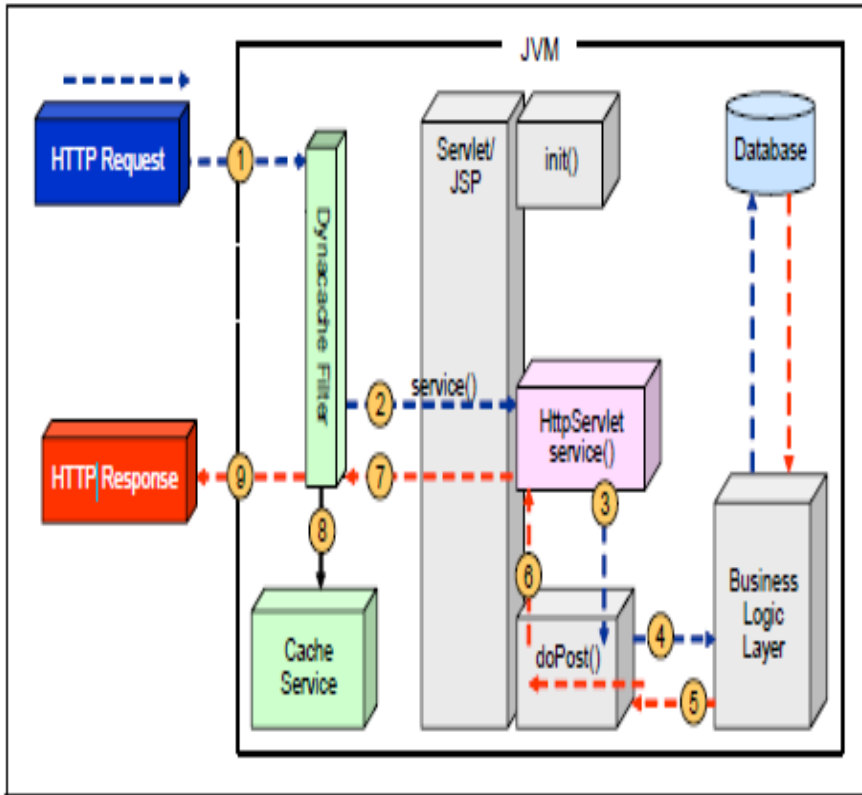 JVM
HTTP Request
1
Dynacache Filter
Servlet/
JSP
init()
Database
2
service()
HttpServlet
service()
HTTP Response
9
7
3
8
6
Business
Logic
Layer
4
doPost()
5
Cache
Service